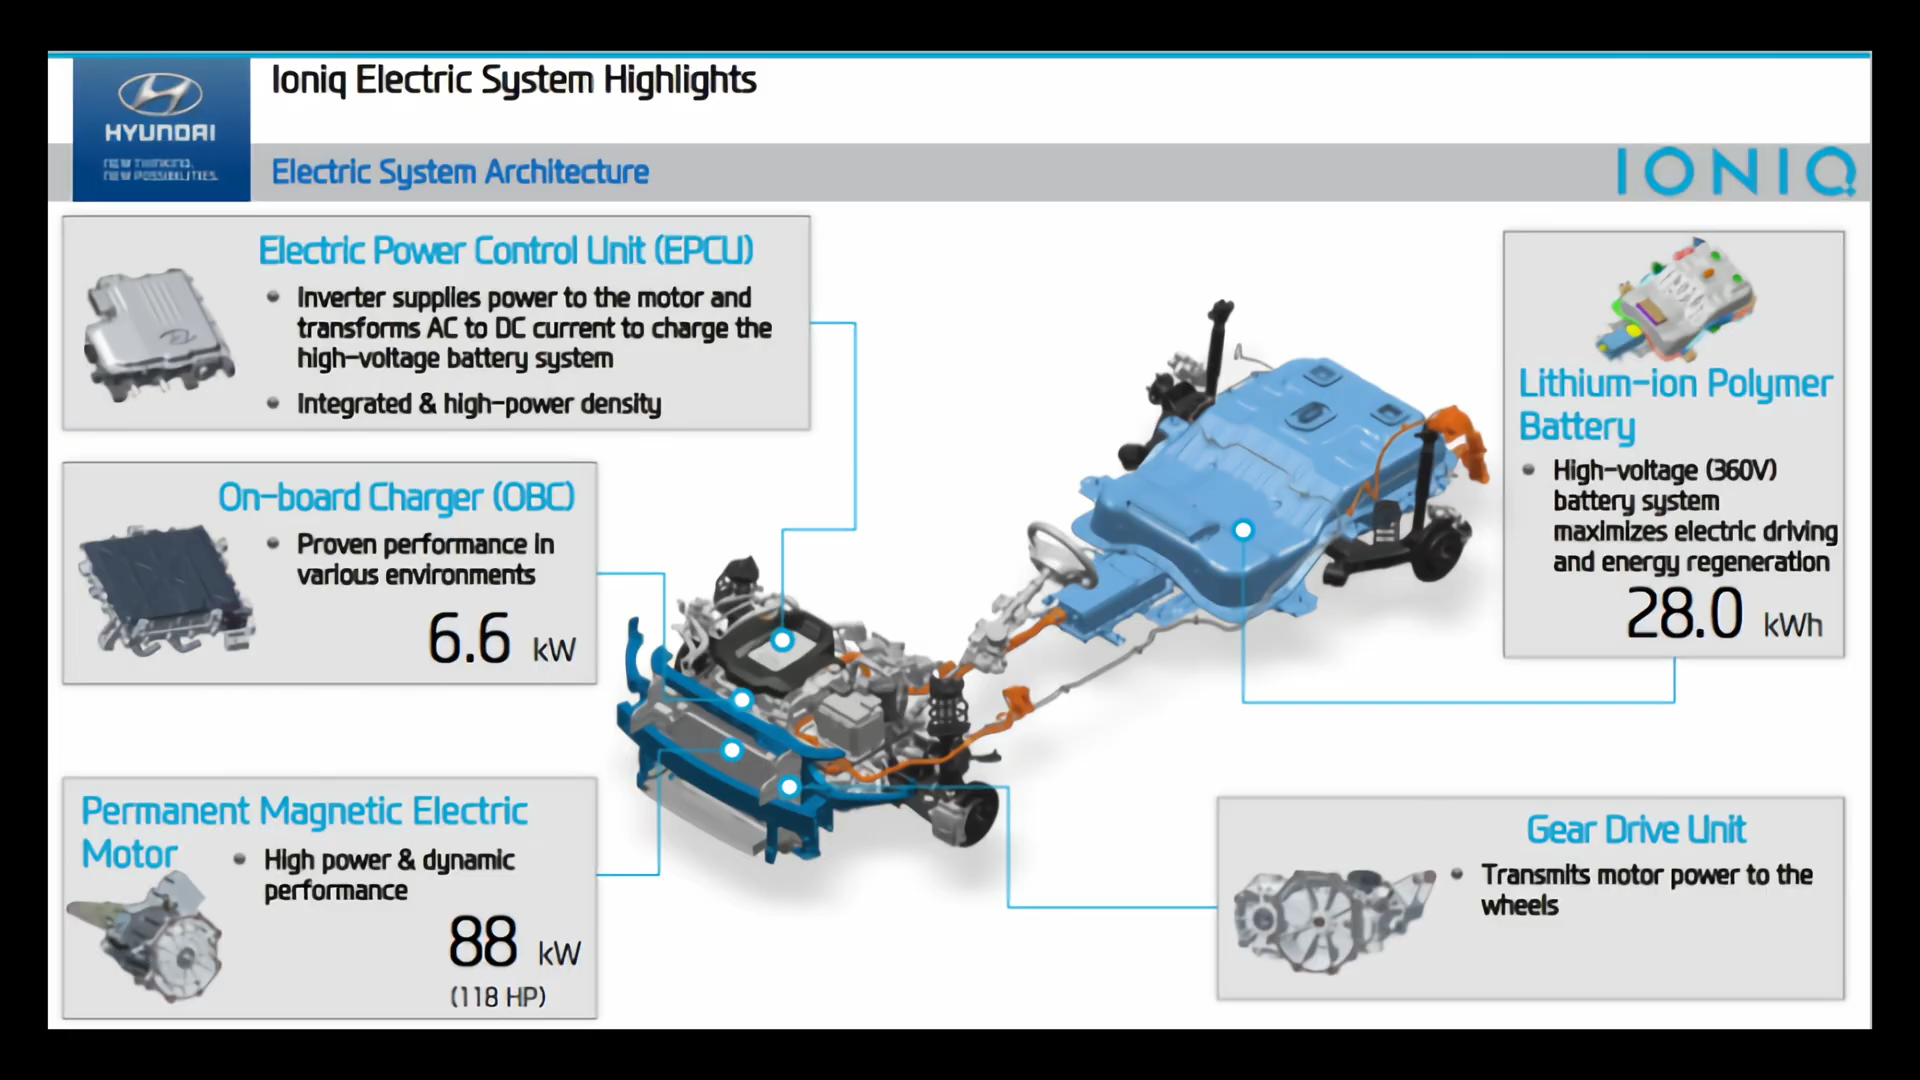 Ioniq Electric System Highlights
HYUNDAI
NEW THINKING.
NEW POSSIBILITIES.
Electric System Architecture
IONIQ
Electric Power Control Unit (EPCU)
Inverter supplies power to the motor and
transforms AC to DC current to charge the
high-voltage battery system
Integrated & high-power density
On-board Charger (OBC)
Proven performance in
various environments
6.6 kW
Permanent Magnetic Electric
Motor
High power & dynamic
performance
88 kW
(118 HP)
Lithium-ion Polymer
Battery
High-voltage (360V)
battery system
maximizes electric driving
and energy regeneration
28.0 kWh
Gear Drive Unit
Transmits motor power to the
wheels